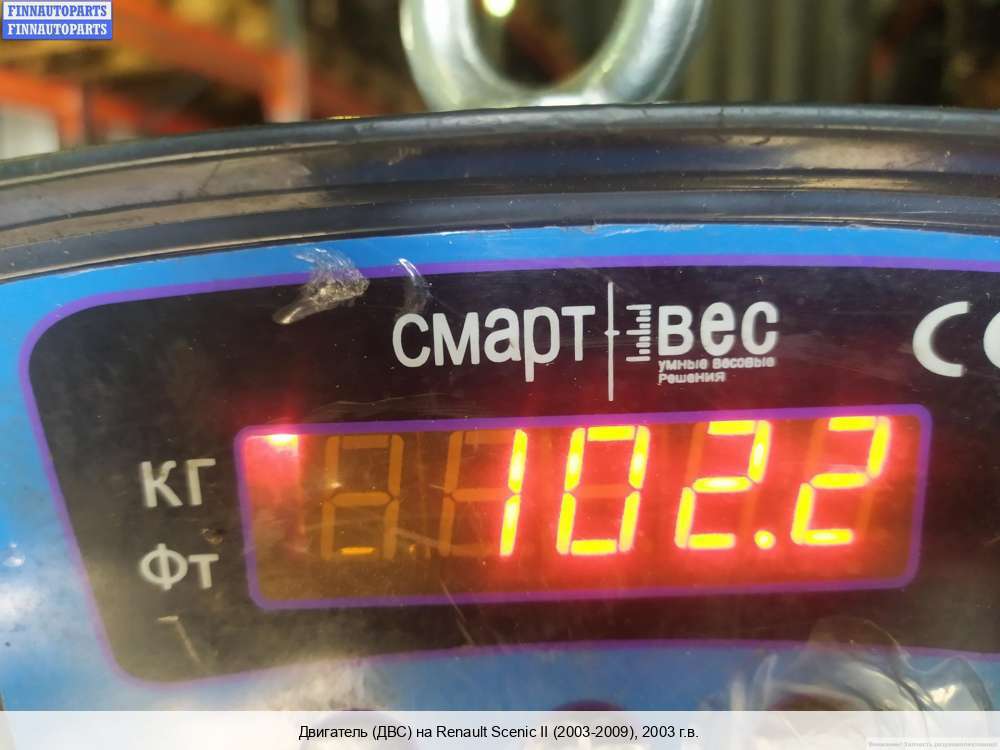 FINNAUTOPARTS
FINNAUTOPARTS
смарт вес
умные весовые
решения
CE
КГ
102.2
Фт
Двигатель (ДВС) на Renault Scenic II (2003-2009), 2003 г.в.